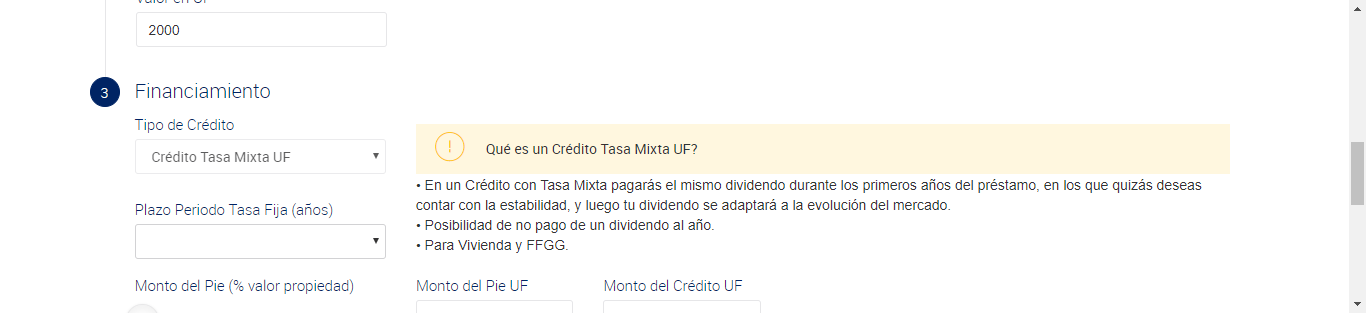 Valor en UF
2000
3
Financiamiento
Tipo de Crédito
Crédito Tasa Mixta UF
!
Qué es un Crédito Tasa Mixta UF?
• En un Crédito con Tasa Mixta pagarás el mismo dividendo durante los primeros años del préstamo, en los que quizás deseas
contar con la estabilidad, y luego tu dividendo se adaptará a la evolución del mercado.
• Posibilidad de no pago de un dividendo al año.
• Para Vivienda y FFGG.
Plazo Periodo Tasa Fija (años)
Monto del Pie (% valor propiedad)
Monto del Pie UF
Monto del Crédito UF